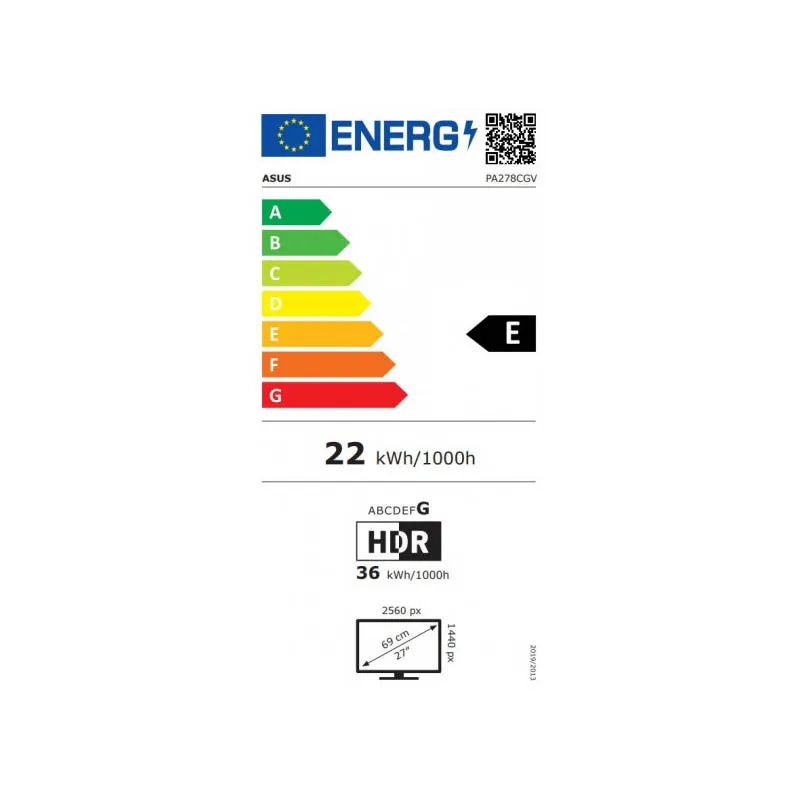 ENERG
ASUS PA278CGV
A
B
C
D
E
E
F
G
22 kWh/1000h
ABCDEFG
HDR
36 kWh/1000h
2560 px
1440 px
69 cm
27"
2019/2013